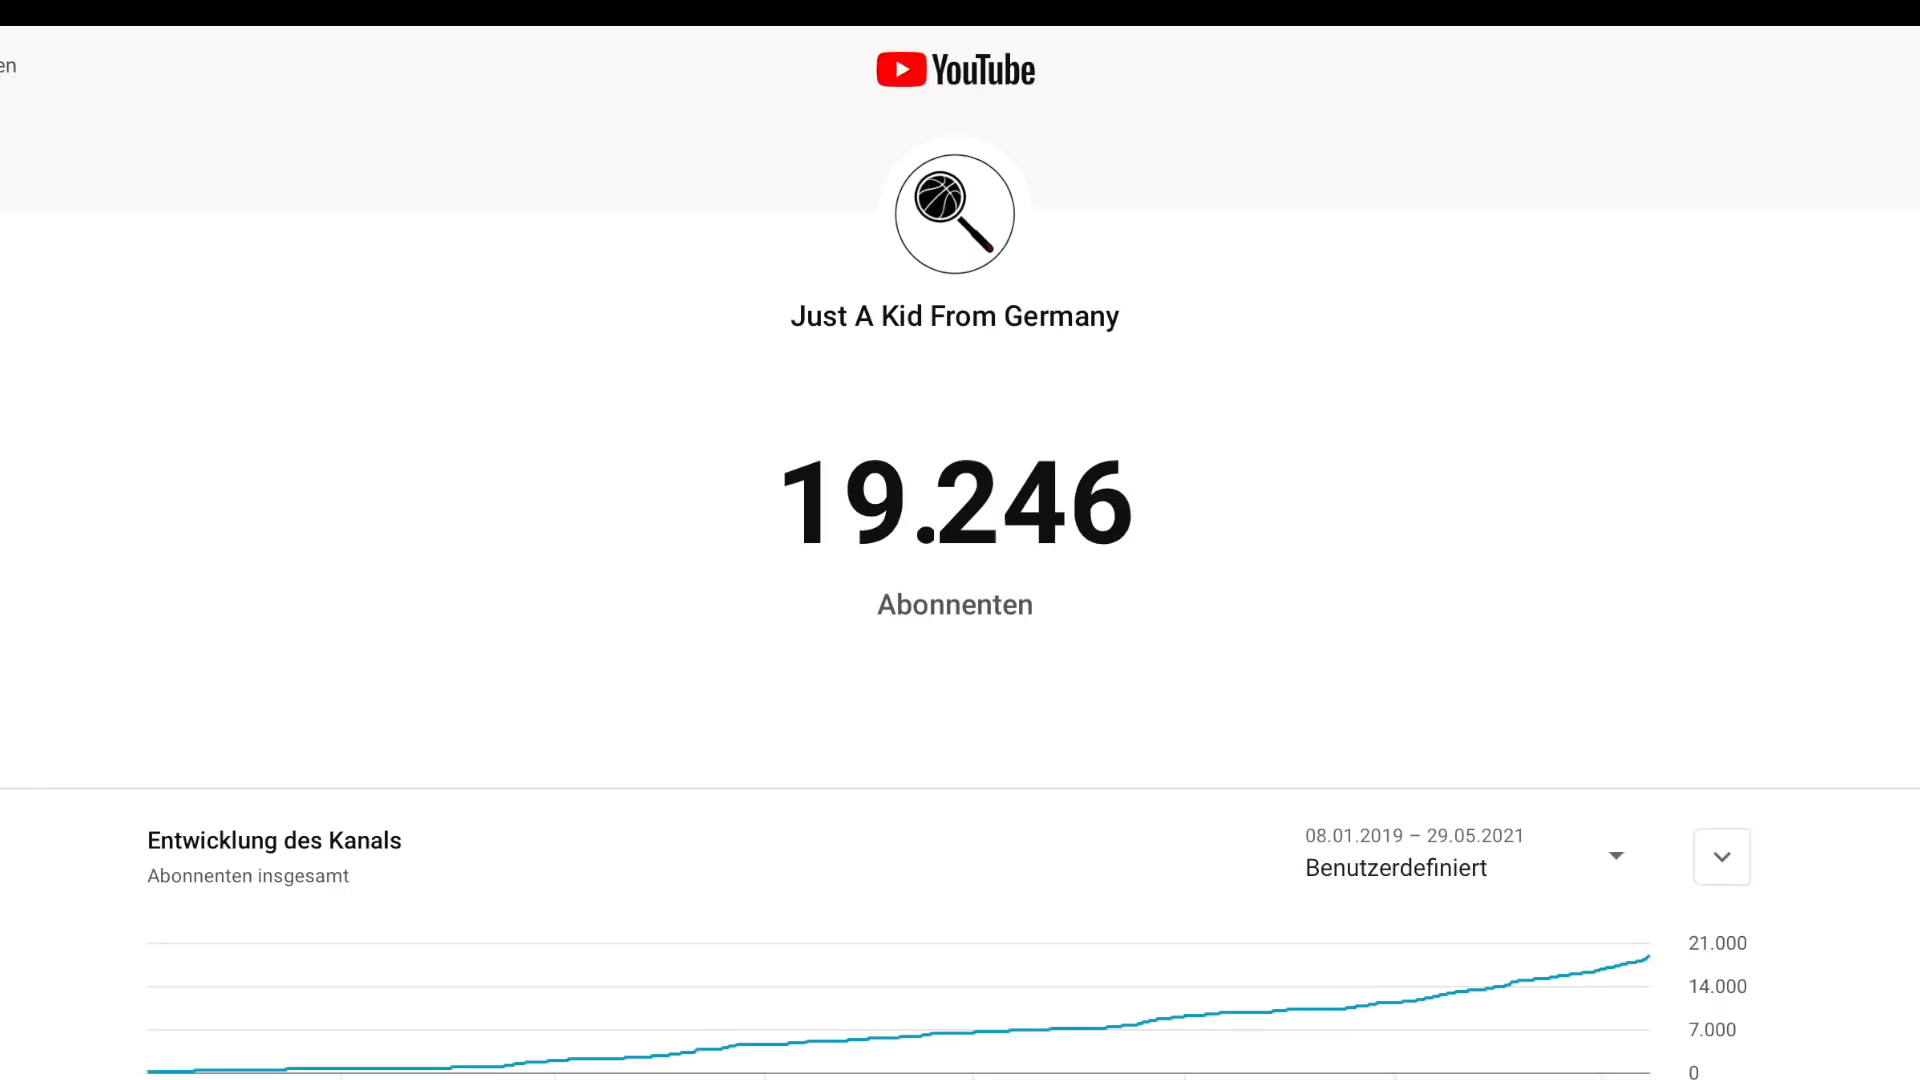 en
YouTube
Just A Kid From Germany
19.246
Abonnenten
Entwicklung des Kanals
Abonnenten insgesamt
08.01.2019 – 29.05.2021
Benutzerdefiniert
21.000
14.000
7.000
0